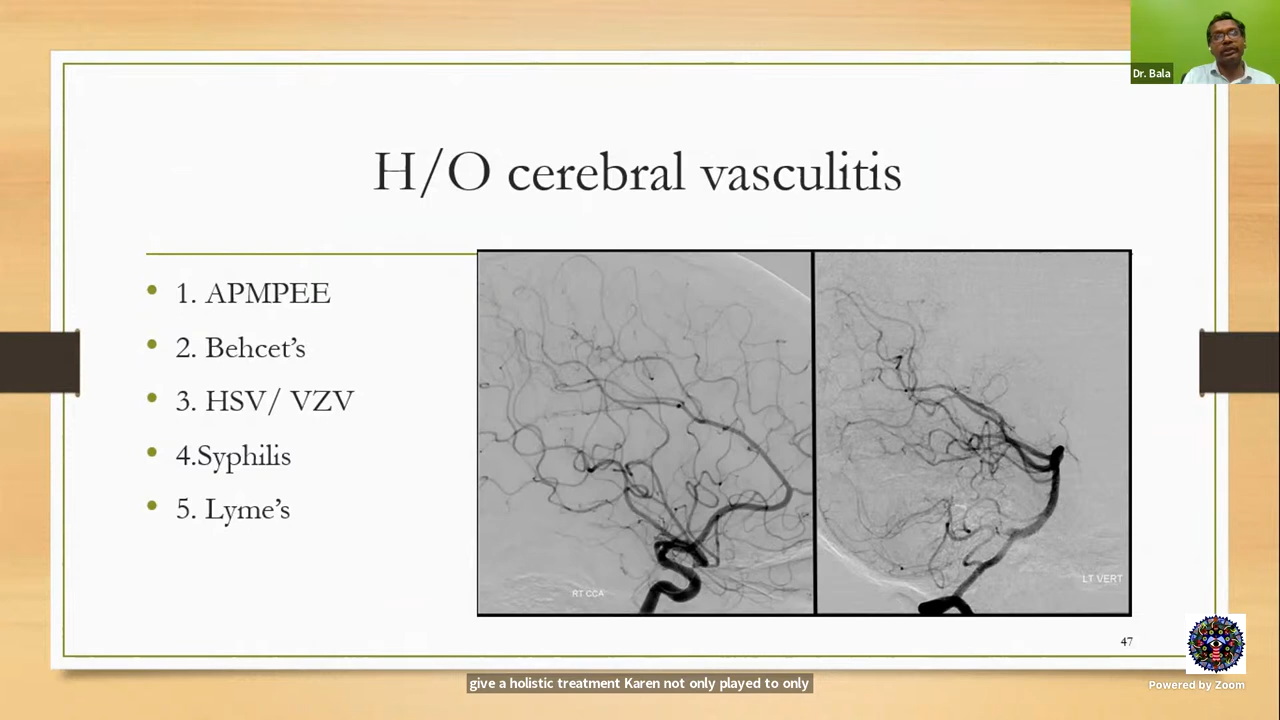 Dr. Bala
H/O cerebral vasculitis
1. APMPEE
2. Behcet's
3. HSV/ VZV
4.Syphilis
5. Lyme's
RT CCA
LT VERT
47
give a holistic treatment Karen not only played to only
Powered by Zoom